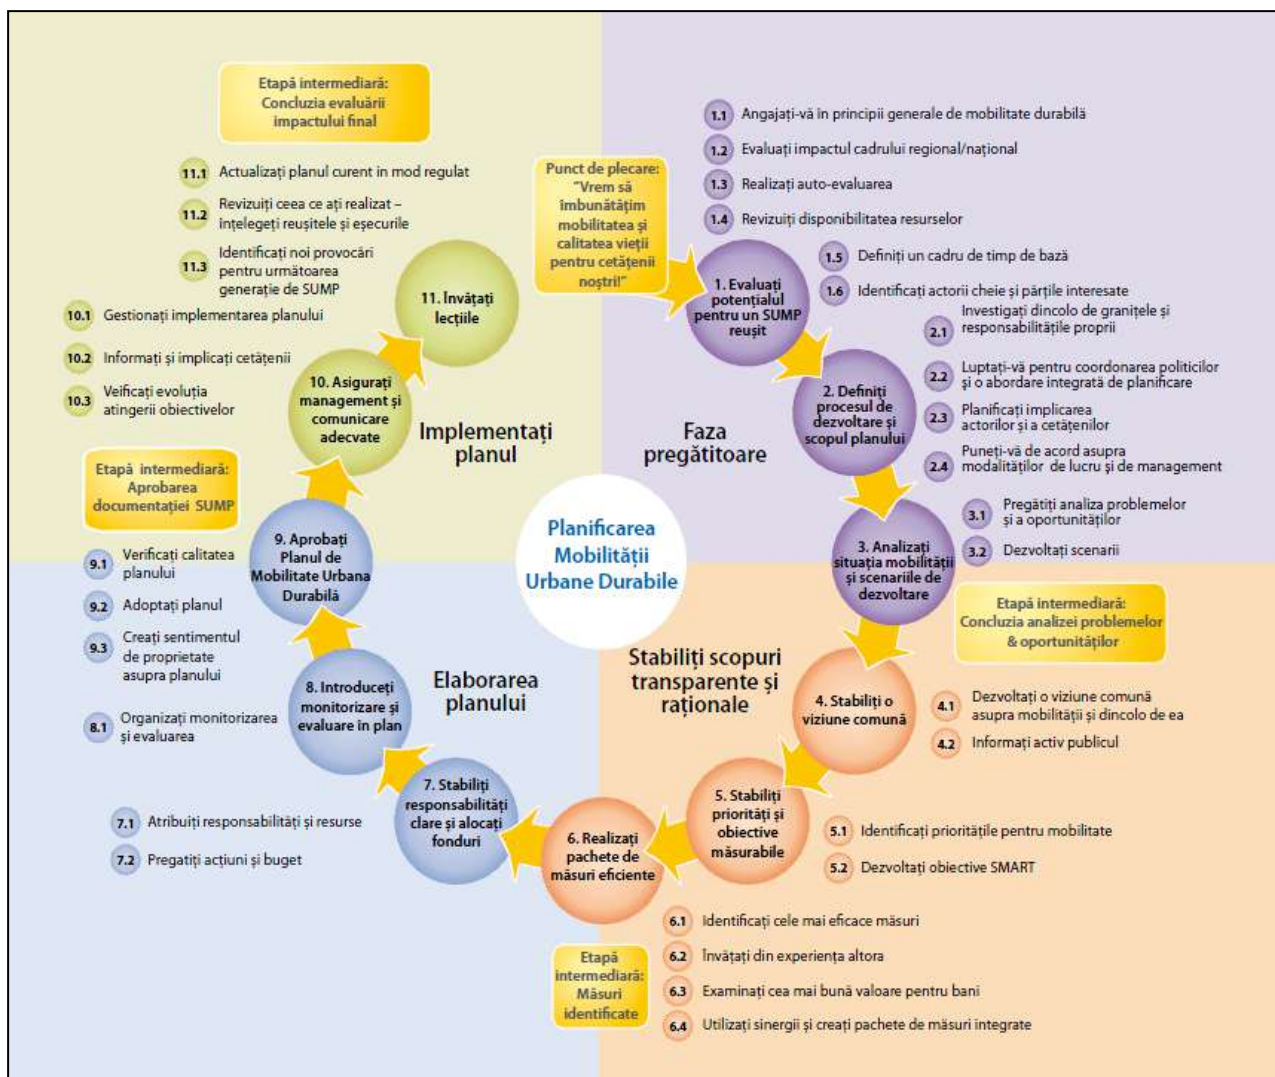 Etapă intermediară:
Concluzia evaluării
impactului final
11.1 Actualizați planul curent in mod regulat
11.2 Revizuiți ceea ce ați realizat –
înțelegeți reușitele și eșecurile
11.3 Identificați noi provocări
pentru următoarea
generație de SUMP
11. Învățați
lecțiile
10.1 Gestionați implementarea planului
10.2 Informați și implicați cetățenii
10.3 Veificați evoluția
atingerii obiectivelor
10. Asigurați
management și
comunicare
adecvate
Implementați
planul
Punct de plecare:
"Vrem să
îmbunătățim
mobilitatea și
calitatea vieții
pentru cetățenii
noștri!"
1.1 Angajați-vă în principii generale de mobilitate durabilă
1.2 Evaluați impactul cadrului regional/național
1.3 Realizați auto-evaluarea
1.4 Revizuiți disponibilitatea resurselor
1.5 Definiți un cadru de timp de bază
1.6 Identificați actorii cheie și părțile interesate
1. Evaluați
potențialul
pentru un SUMP
reușit
2.1 Investigați dincolo de granițele și
responsabilitățile proprii
2.2 Luptați-vă pentru coordonarea politicilor
și o abordare integrată de planificare
2.3 Planificați implicarea
actorilor și a cetățenilor
2.4 Puneți-vă de acord asupra
modalităților de lucru și de management
2. Definiți
procesul de
dezvoltare și
scopul planului
Faza
pregătitoare
3.1 Pregătiți analiza problemelor
și a oportunităților
3.2 Dezvoltați scenarii
3. Analizați
situația mobilității
și scenariile de
dezvoltare
Etapă intermediară:
Concluzia analizei problemelor
& oportunităților
Planificarea
Mobilității
Urbane Durabile
Stabiliți scopuri
transparente și
raționale
4. Stabiliți o
viziune comună
4.1 Dezvoltați o viziune comună
asupra mobilității și dincolo de ea
4.2 Informați activ publicul
5. Stabiliți
priorități și
obiective
măsurabile
5.1 Identificați prioritățile pentru mobilitate
5.2 Dezvoltați obiective SMART
6. Realizați
pachete de
măsuri eficiente
6.1 Identificați cele mai eficace măsuri
6.2 Învățați din experiența altora
6.3 Examinați cea mai bună valoare pentru bani
6.4 Utilizați sinergii și creați pachete de măsuri integrate
Etapă
intermediară:
Măsuri
identificate
Elaborarea
planului
7. Stabiliți
responsabilități
clare și alocați
fonduri
7.1 Atribuiți responsabilități și resurse
7.2 Pregatiți acțiuni și buget
8. Introduceți
monitorizare și
evaluare în plan
8.1 Organizați monitorizarea
și evaluarea
9. Aprobați
Planul de
Mobilitate Urbana
Durabilă
9.1 Verificați calitatea
planului
9.2 Adoptați planul
9.3 Creați sentimentul
de proprietate
asupra planului
Etapă intermediară:
Aprobarea
documentației SUMP